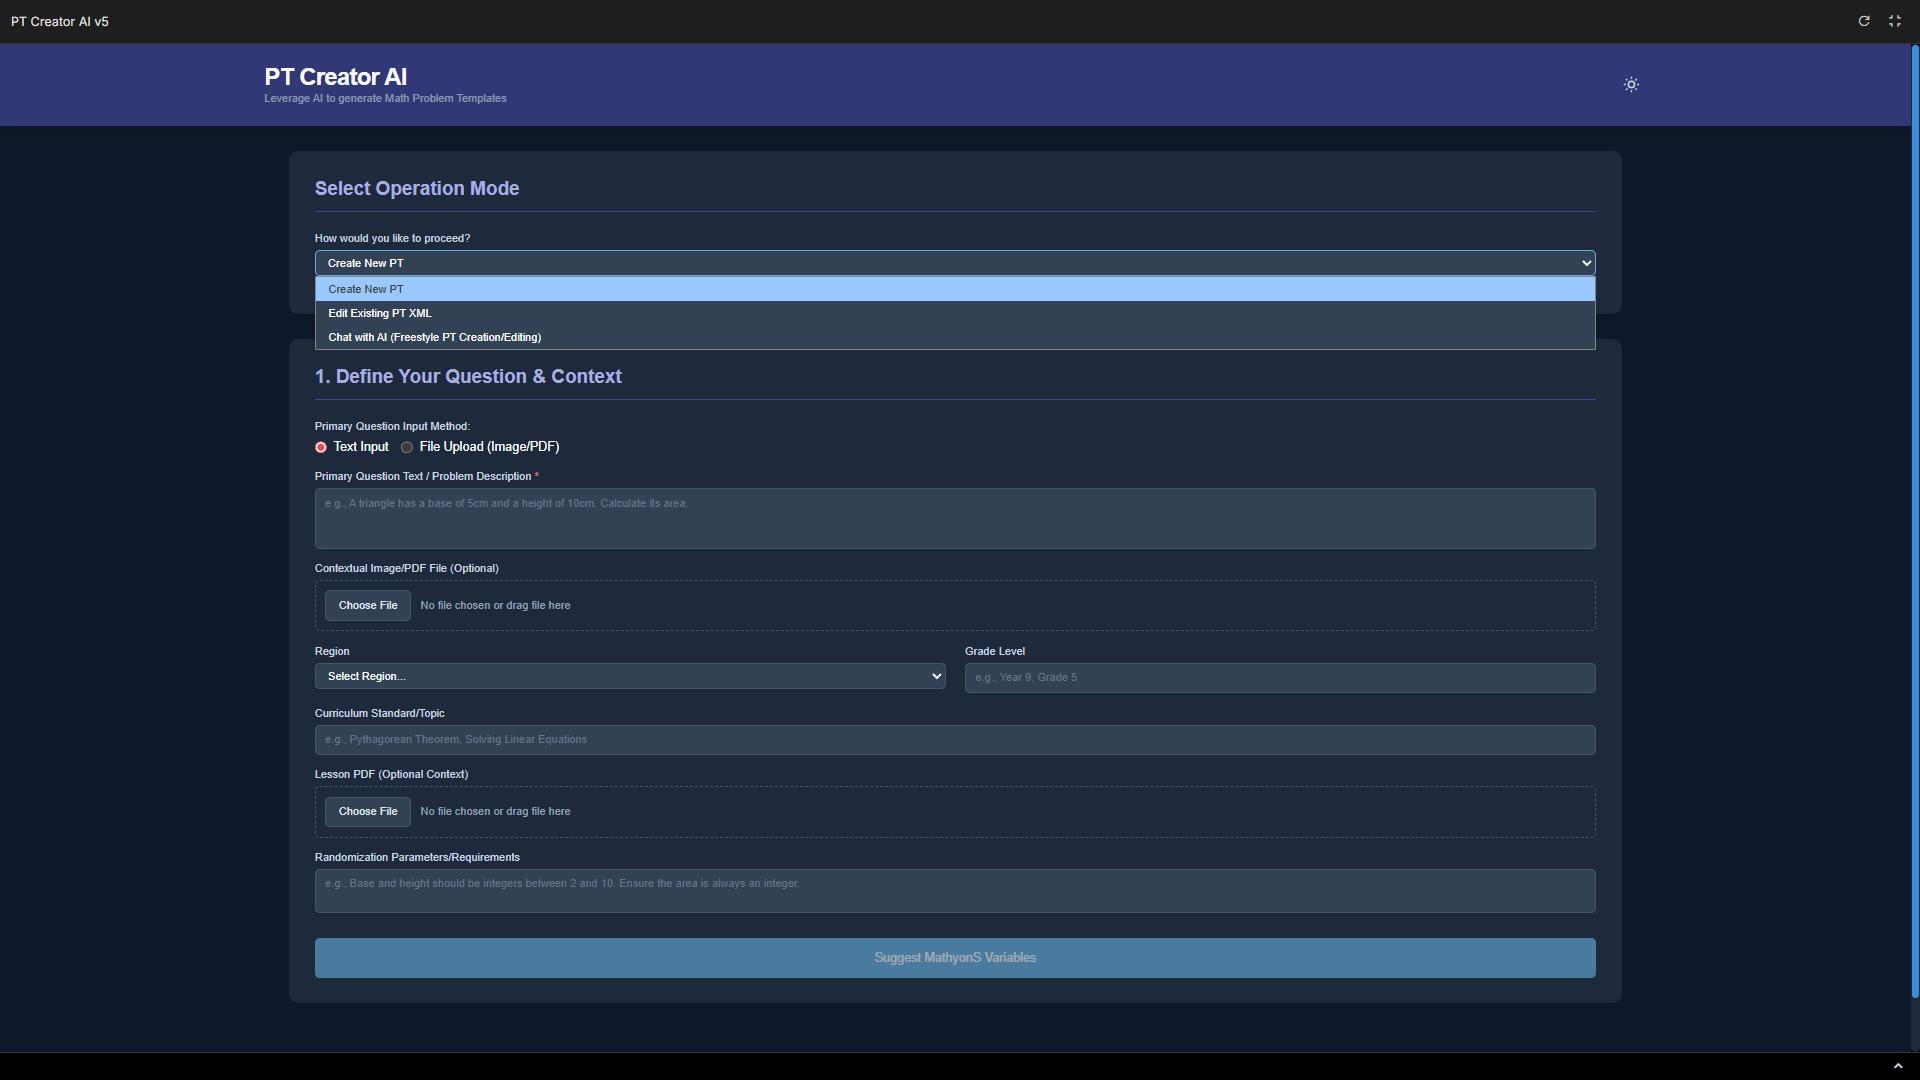 PT Creator AI v5
PT Creator AI
Leverage AI to generate Math Problem Templates
Select Operation Mode
How would you like to proceed?
Create New PT
Create New PT
Edit Existing PT XML
Chat with AI (Freestyle PT Creation/Editing)
1. Define Your Question & Context
Primary Question Input Method:
Text Input File Upload (Image/PDF)
Primary Question Text / Problem Description *
e.g., A triangle has a base of 5cm and a height of 10cm. Calculate its area.
Contextual Image/PDF File (Optional)
Choose File No file chosen or drag file here
Region Grade Level
Select Region... e.g., Year 9, Grade 5
Curriculum Standard/Topic
e.g., Pythagorean Theorem, Solving Linear Equations
Lesson PDF (Optional Context)
Choose File No file chosen or drag file here
Randomization Parameters/Requirements
e.g., Base and height should be integers between 2 and 10. Ensure the area is always an integer.
Suggest MathyonS Variables